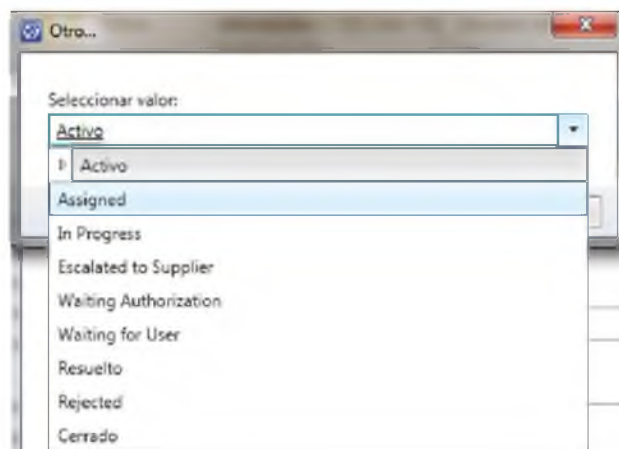 Otro...
Seleccionar valor:
Activo
Activo
Assigned
In Progress
Escalated to Supplier
Waiting Authorization
Waiting for User
Resuelto
Rejected
Cerrado